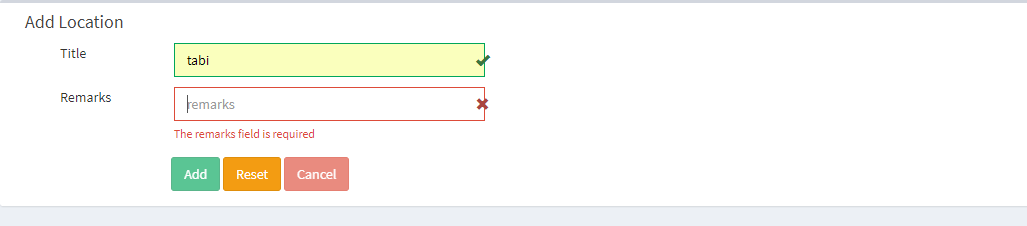 Add Location
Title
tabi
Remarks
remarks
The remarks field is required
Add Reset Cancel